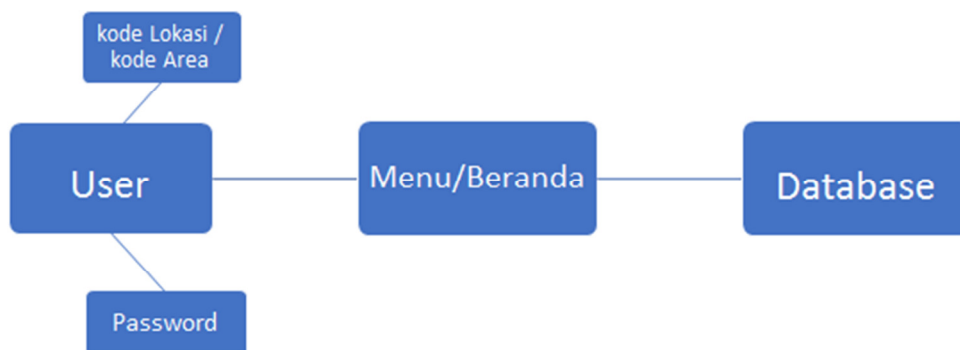 kode Lokasi /
kode Area
User
Menu/Beranda
Database
Password